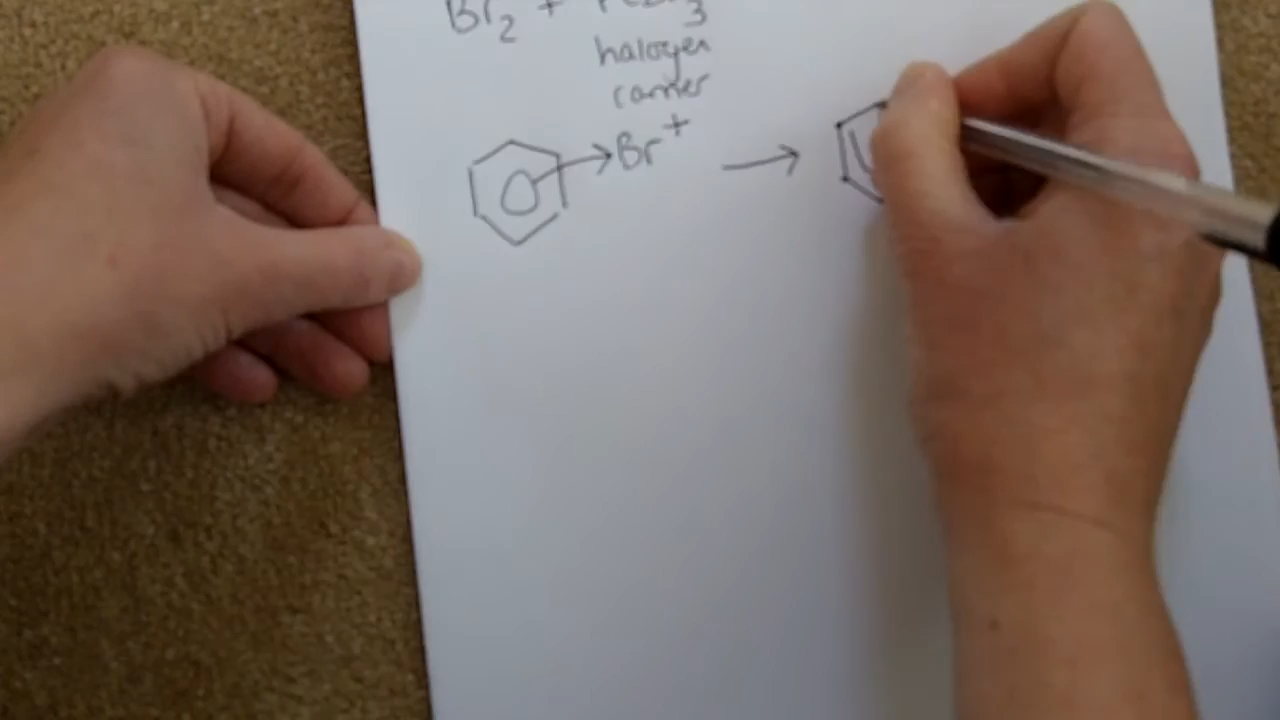 Br₂ +
halogen
carrier
Br⁺